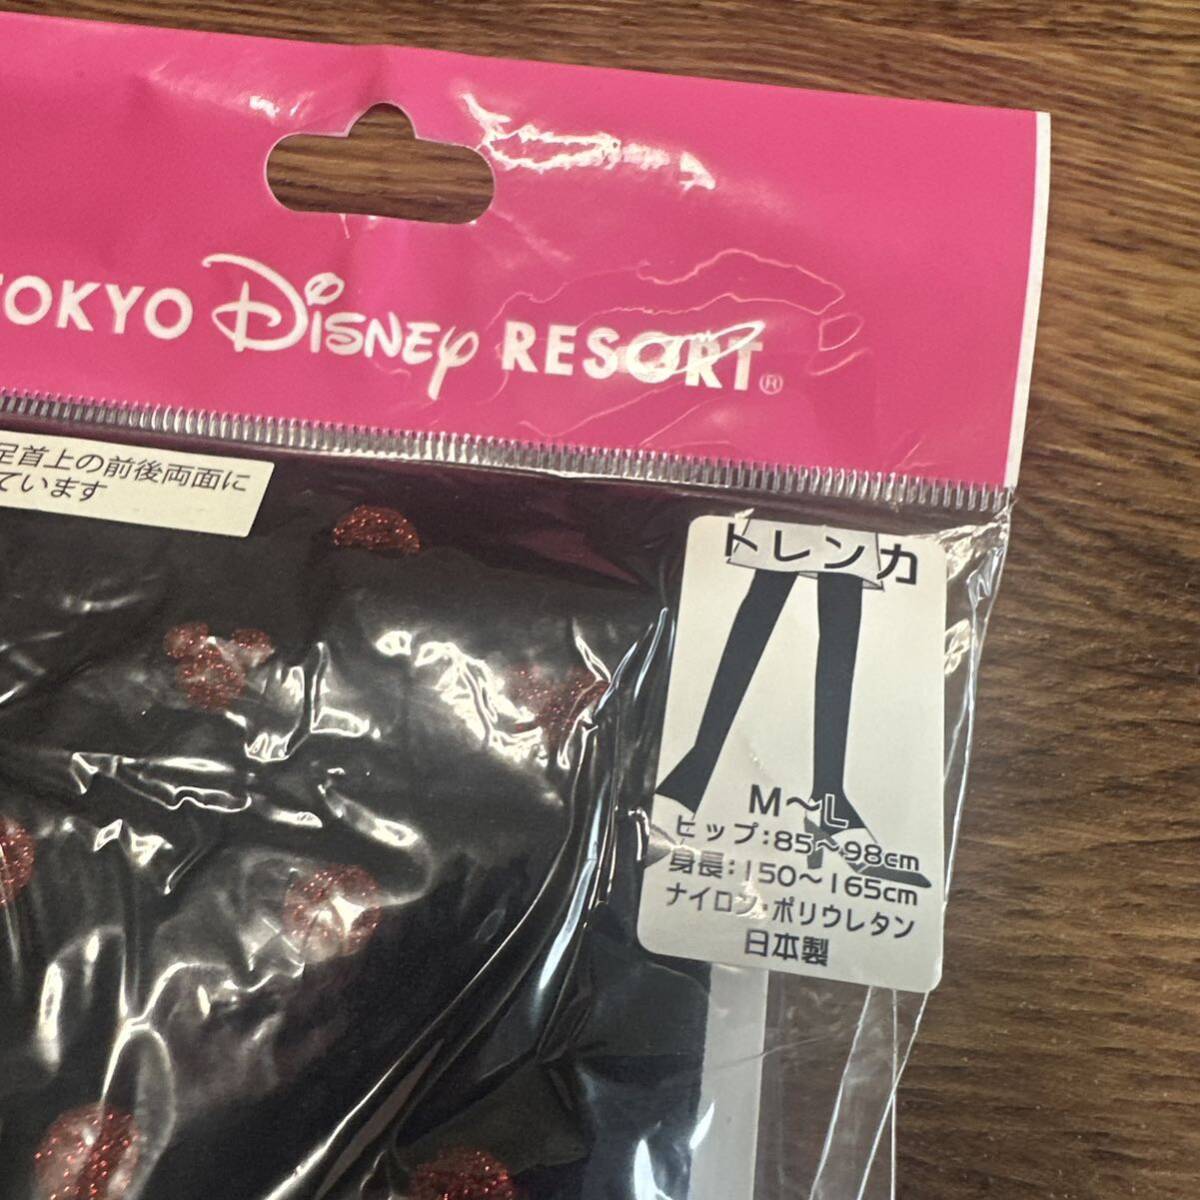 TOKYO Disney RESORT®
足首上の前後両面に
ています
トレンカ
M〜L
ヒップ:85〜98cm
身長:150〜165cm
ナイロン・ポリウレタン
日本製